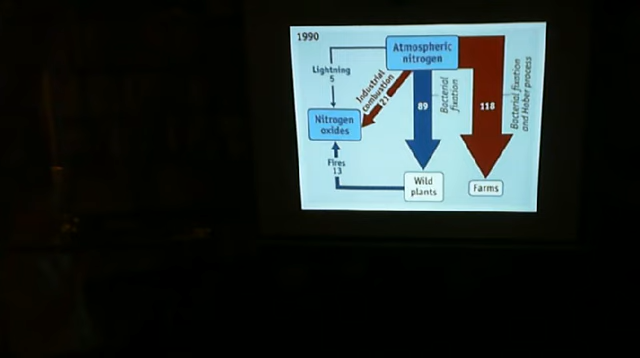 1990
Atmospheric
nitrogen
Lightning
5
Industrial
combustion
21
Bacterial
fixation
89
118
Bacterial fixation
and Haber process
Nitrogen
oxides
Fires
13
Wild
plants
Farms